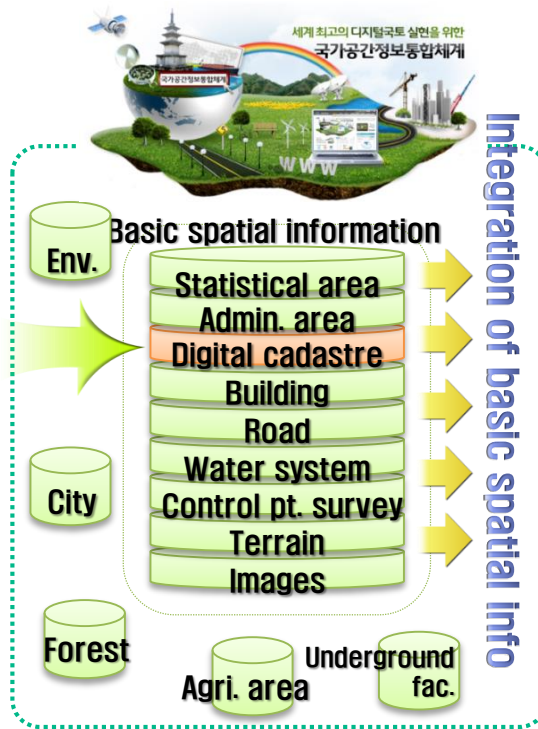 세계 최고의 디지털국토 실현을 위한
국가공간정보통합체계
국가공간정보통합체계
WWW
Integration of basic spatial info
Basic spatial information
Env.
Statistical area
Admin. area
Digital cadastre
Building
Road
Water system
City
Control pt. survey
Terrain
Images
Forest
Agri. area
Underground
fac.